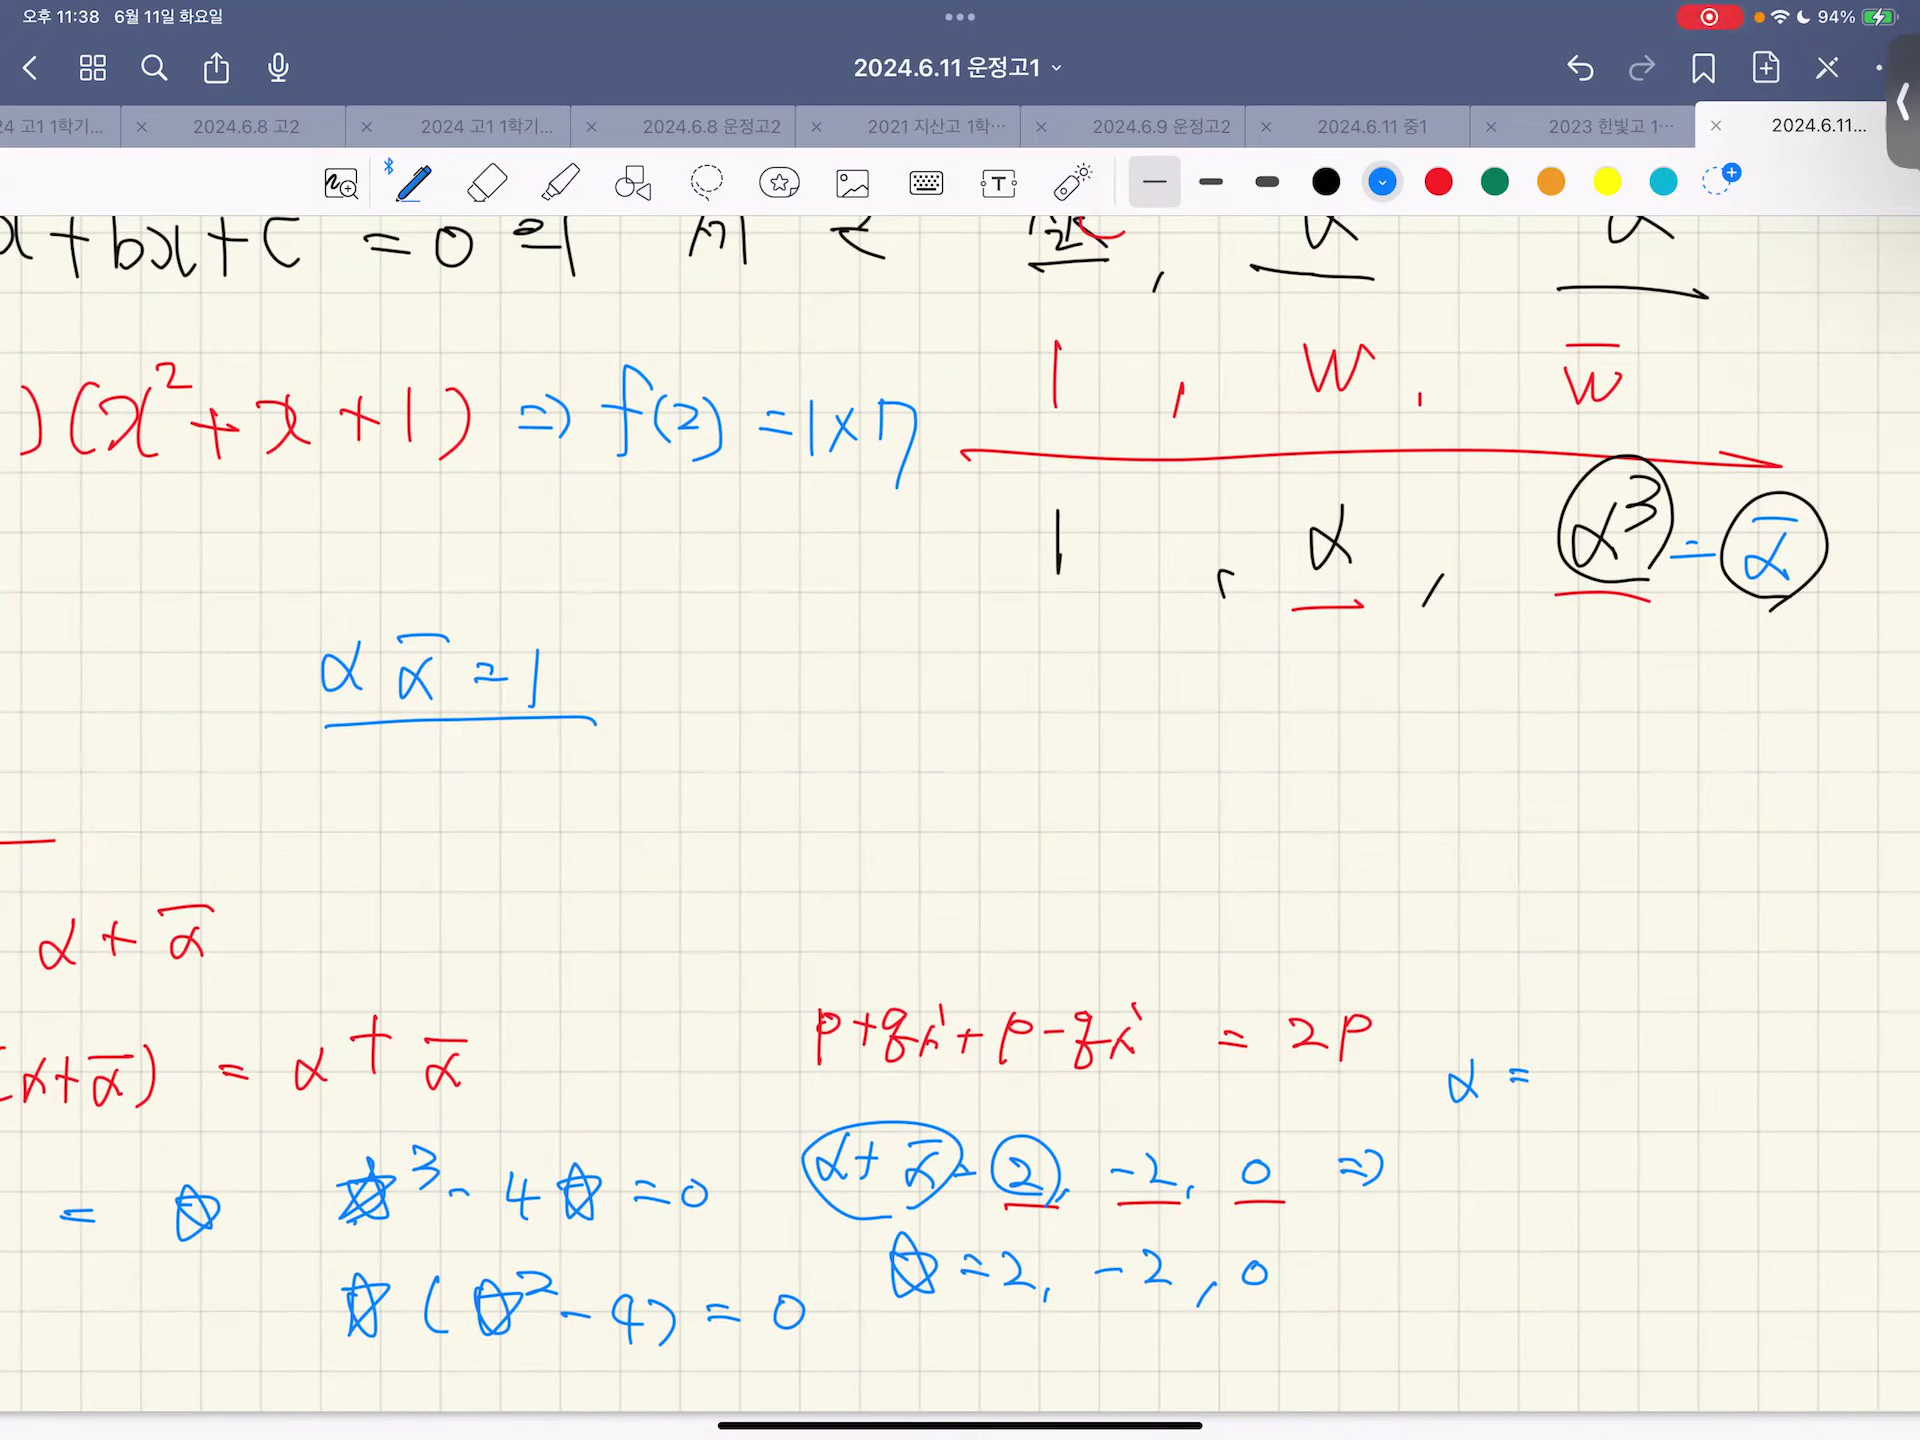 오후 11:38 6월 11일 화요일
94%
2024.6.11 운정고1
24 고1 1학기... 2024.6.8 고2 2024 고1 1학기... 2024.6.8 운정고2 2021 지산고 1학... 2024.6.9 운정고2 2024.6.11 중1 2023 한빛고 1... 2024.6.11...
+bx+c = 0 의 세 근
1, w, w̅
)(x²+x+1) ⇒ f(2) = 1×7
1, α, α³ = α̅
α α̅ = 1
α + α̅
p+qi + p-qi = 2p
(α+α̅) = α + α̅
α =
= ☆ ☆³ - 4☆ = 0
α + α̅ = 2, -2, 0 ⇒
☆ = 2, -2, 0
☆(☆² - 4) = 0